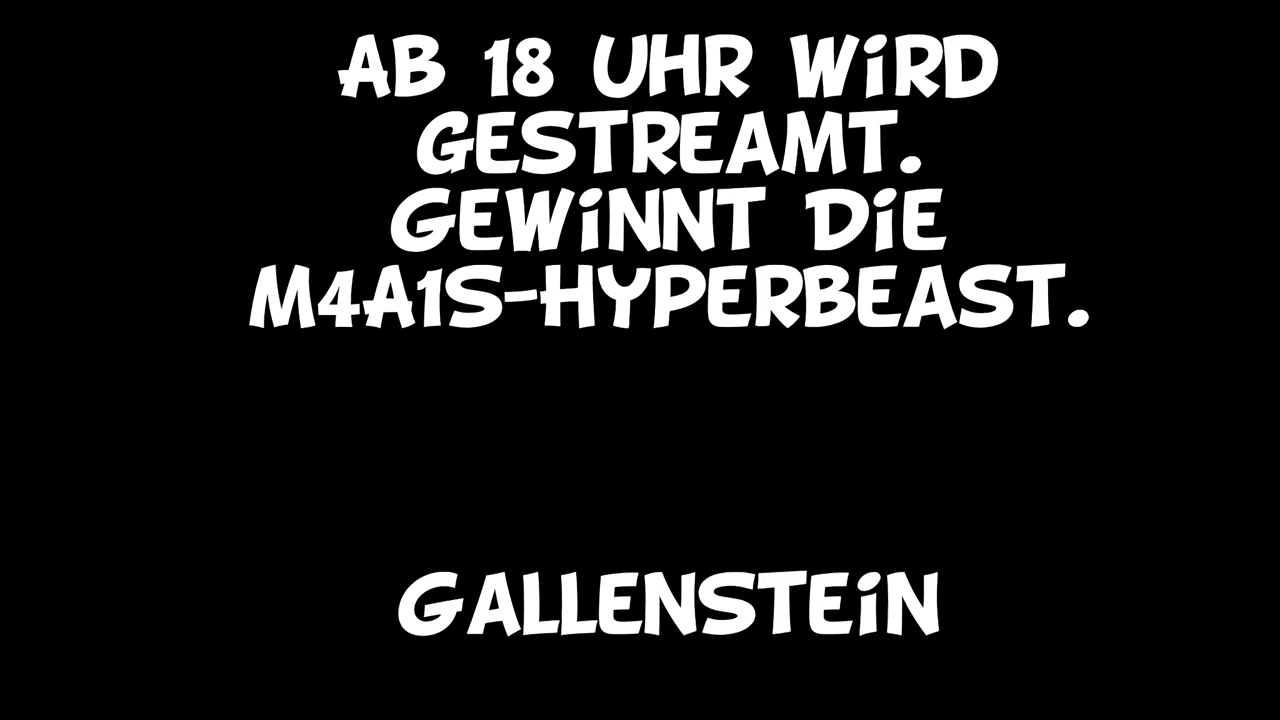 AB 18 UHR WiRD
GESTREAMT.
GEWiNNT DiE
M4A1S-HYPERBEAST.
GALLENSTEiN